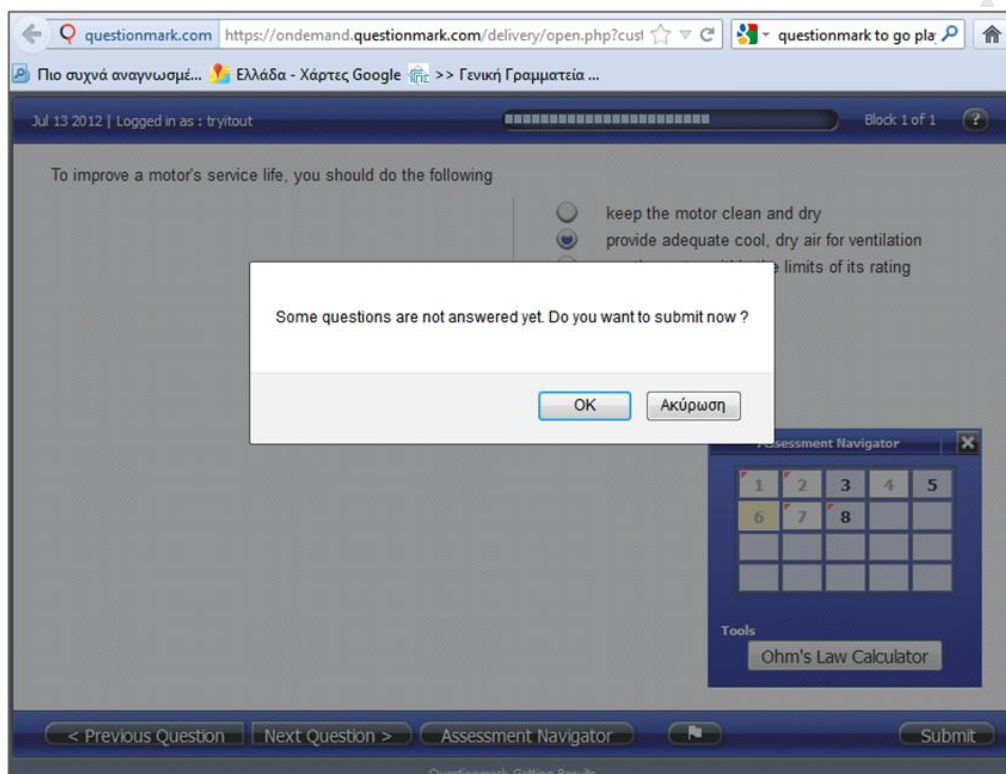 questionmark.com https://ondemand.questionmark.com/delivery/open.php?cust questionmark to go pla
Πιο συχνά αναγνωσμέ... Ελλάδα - Χάρτες Google >> Γενική Γραμματεία ...
Jul 13 2012 | Logged in as : tryitout Block 1 of 1 ?
To improve a motor's service life, you should do the following
keep the motor clean and dry
provide adequate cool, dry air for ventilation
limits of its rating
Some questions are not answered yet. Do you want to submit now ?
OK Ακύρωση
Assessment Navigator X
1 2 3 4 5
6 7 8
Tools
Ohm's Law Calculator
< Previous Question Next Question > Assessment Navigator Submit
Questionmark Getting Results